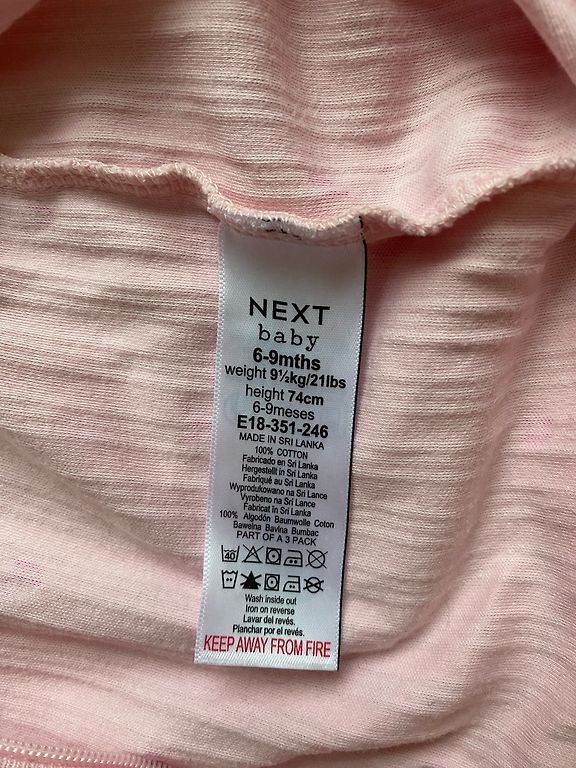 NEXT
baby
6-9mths
weight 9½kg/21lbs
height 74cm
6-9meses
E18-351-246
MADE IN SRI LANKA
100% COTTON
Fabricado en Sri Lanka
Hergestellt in Sri Lanka
Fabriqué au Sri Lanka
Wyprodukowano na Sri Lance
Vyrobeno na Sri Lance
Fabricat în Sri Lanka
100% Algodón Baumwolle Coton
Bawełna Bavlna Bumbac
PART OF A 3 PACK
40
Wash inside out
Iron on reverse
Lavar del revés.
Planchar por el revés.
KEEP AWAY FROM FIRE